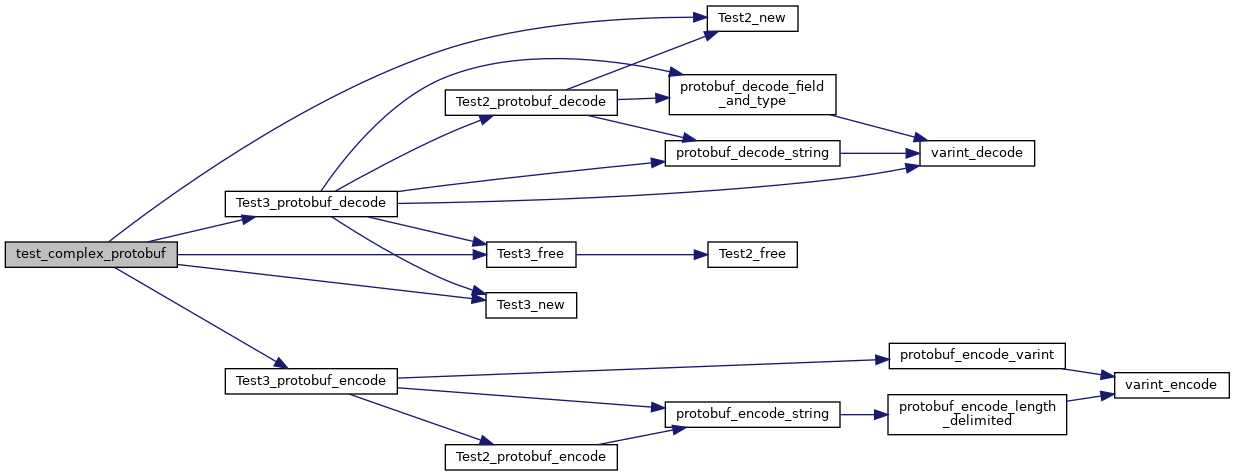 Test2_new
protobuf_decode_field
_and_type
Test2_protobuf_decode
protobuf_decode_string
varint_decode
Test3_protobuf_decode
test_complex_protobuf
Test3_free
Test2_free
Test3_new
protobuf_encode_varint
Test3_protobuf_encode
varint_encode
protobuf_encode_string
protobuf_encode_length
_delimited
Test2_protobuf_encode